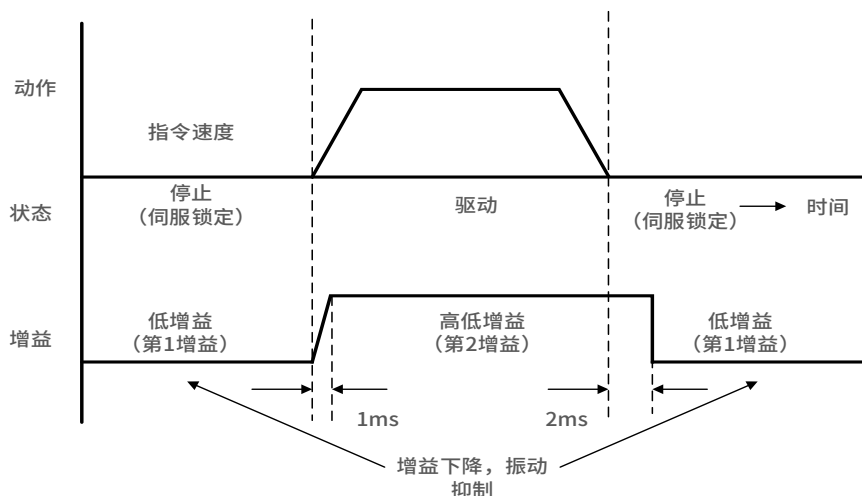 动作
指令速度
停止
（伺服锁定）
状态
驱动
停止
（伺服锁定）
时间
增益
低增益
（第1增益）
高低增益
（第2增益）
低增益
（第1增益）
1ms
2ms
增益下降，振动
抑制